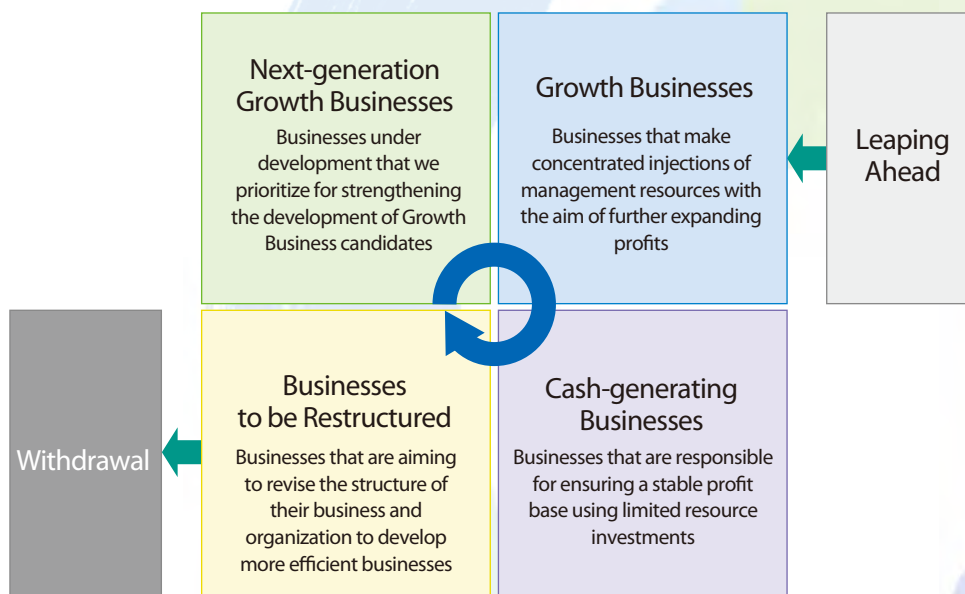 Next-generation
Growth Businesses
Businesses under
development that we
prioritize for strengthening
the development of Growth
Business candidates
Growth Businesses
Businesses that make
concentrated injections of
management resources with
the aim of further expanding
profits
Leaping
Ahead
Withdrawal
Businesses
to be Restructured
Businesses that are aiming
to revise the structure of
their business and
organization to develop
more efficient businesses
Cash-generating
Businesses
Businesses that are responsible
for ensuring a stable profit
base using limited resource
investments